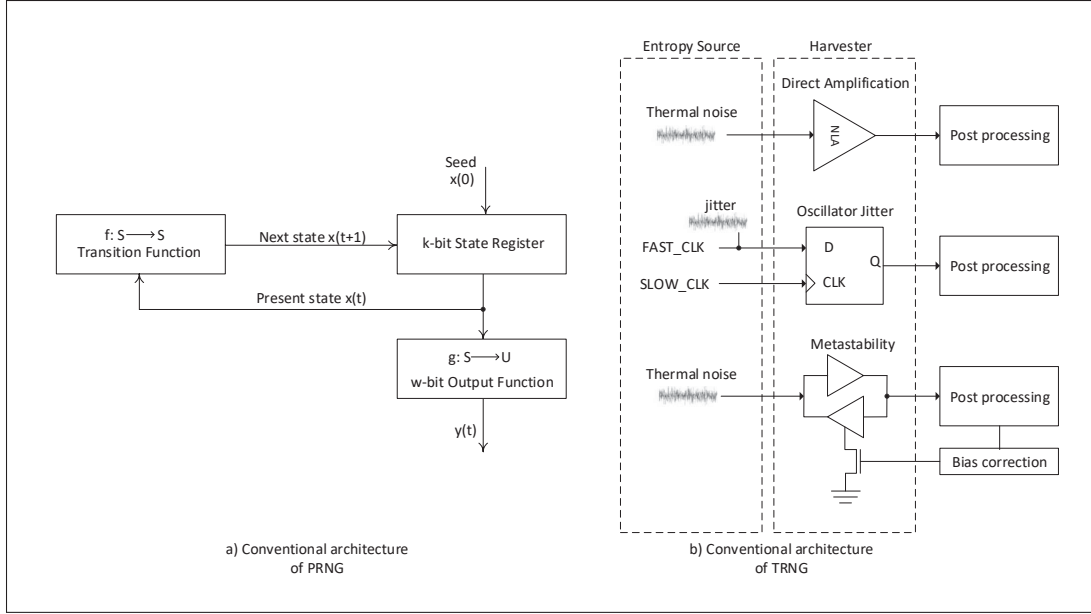 Seed
x(0)
f: S⟶S
Transition Function
Next state x(t+1)
k-bit State Register
Present state x(t)
g: S⟶U
w-bit Output Function
y(t)
a) Conventional architecture
of PRNG
Entropy Source
Harvester
Direct Amplification
Thermal noise
NLA
Post processing
jitter
Oscillator Jitter
FAST_CLK
D
Q
SLOW_CLK
CLK
Post processing
Metastability
Thermal noise
Post processing
Bias correction
b) Conventional architecture
of TRNG